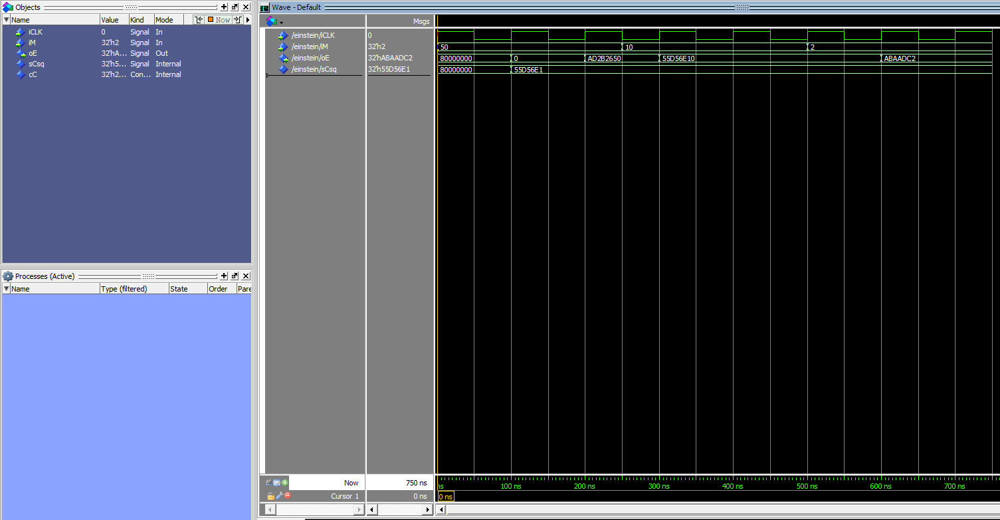 Objects
Name Value Kind Mode Now
iCLK 0 Signal In
iM 32'h2 Signal In
oE 32'hA... Signal Out
sCsq 32'h5... Signal Internal
cC 32'h2... Con... Internal
Processes (Active)
Name Type (filtered) State Order Pare
Wave - Default
Msgs
/einstein/iCLK 0
/einstein/iM 32'h2 50 10 2
/einstein/oE 32'hABAADC2 80000000 0 AD2B2650 55D56E10 ABAADC2
/einstein/sCsq 32'h55D56E1 80000000 55D56E1
Now 750 ns ns 100 ns 200 ns 300 ns 400 ns 500 ns 600 ns 700 ns
Cursor 1 0 ns 0 ns